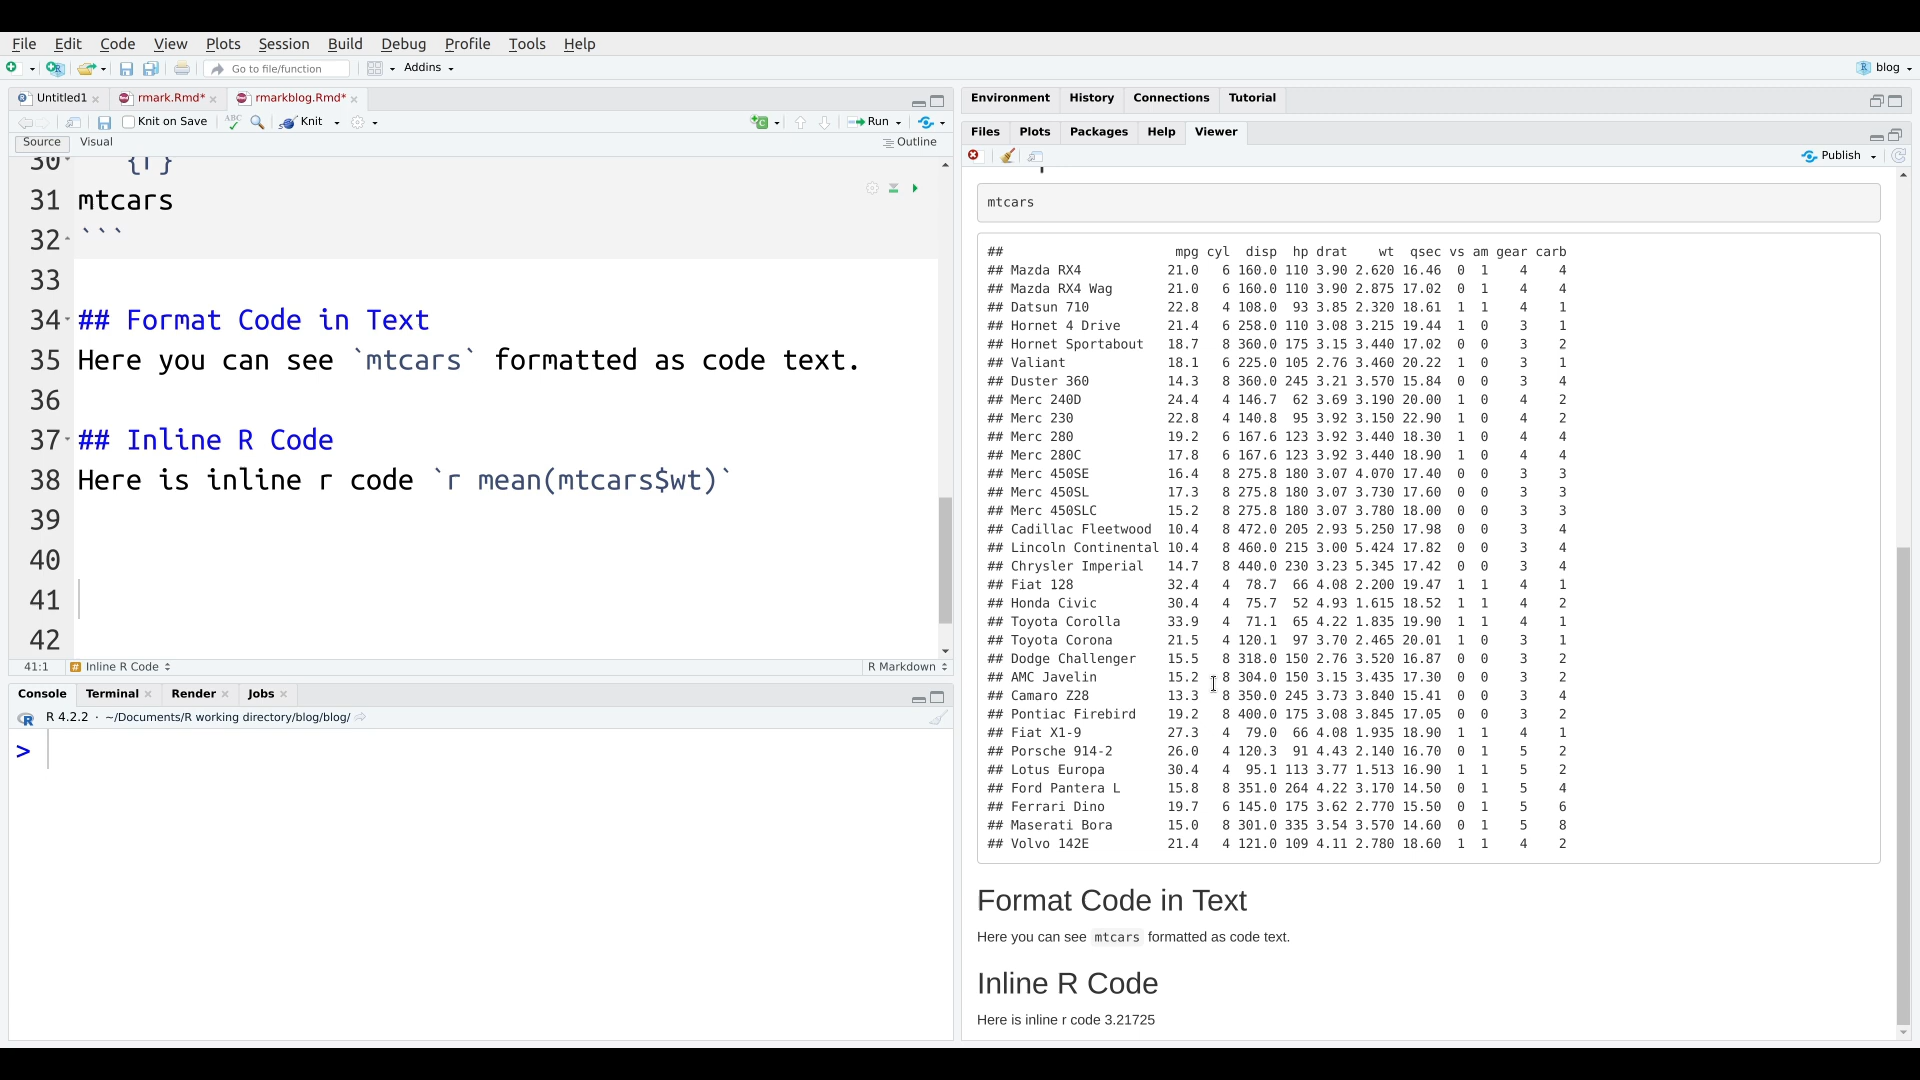 File Edit Code View Plots Session Build Debug Profile Tools Help
Go to file/function Addins blog
Untitled1 rmark.Rmd* rmarkblog.Rmd*
Knit on Save ABC Knit Run
Source Visual Outline
30 {r}
31 mtcars
32 ```
33
34 ## Format Code in Text
35 Here you can see `mtcars` formatted as code text.
36
37 ## Inline R Code
38 Here is inline r code `r mean(mtcars$wt)`
39
40
41
42
41:1 # Inline R Code R Markdown
Console Terminal Render Jobs
R 4.2.2 · ~/Documents/R working directory/blog/blog/
>
Environment History Connections Tutorial
Files Plots Packages Help Viewer
Publish
mtcars
## mpg cyl disp hp drat wt qsec vs am gear carb
## Mazda RX4 21.0 6 160.0 110 3.90 2.620 16.46 0 1 4 4
## Mazda RX4 Wag 21.0 6 160.0 110 3.90 2.875 17.02 0 1 4 4
## Datsun 710 22.8 4 108.0 93 3.85 2.320 18.61 1 1 4 1
## Hornet 4 Drive 21.4 6 258.0 110 3.08 3.215 19.44 1 0 3 1
## Hornet Sportabout 18.7 8 360.0 175 3.15 3.440 17.02 0 0 3 2
## Valiant 18.1 6 225.0 105 2.76 3.460 20.22 1 0 3 1
## Duster 360 14.3 8 360.0 245 3.21 3.570 15.84 0 0 3 4
## Merc 240D 24.4 4 146.7 62 3.69 3.190 20.00 1 0 4 2
## Merc 230 22.8 4 140.8 95 3.92 3.150 22.90 1 0 4 2
## Merc 280 19.2 6 167.6 123 3.92 3.440 18.30 1 0 4 4
## Merc 280C 17.8 6 167.6 123 3.92 3.440 18.90 1 0 4 4
## Merc 450SE 16.4 8 275.8 180 3.07 4.070 17.40 0 0 3 3
## Merc 450SL 17.3 8 275.8 180 3.07 3.730 17.60 0 0 3 3
## Merc 450SLC 15.2 8 275.8 180 3.07 3.780 18.00 0 0 3 3
## Cadillac Fleetwood 10.4 8 472.0 205 2.93 5.250 17.98 0 0 3 4
## Lincoln Continental 10.4 8 460.0 215 3.00 5.424 17.82 0 0 3 4
## Chrysler Imperial 14.7 8 440.0 230 3.23 5.345 17.42 0 0 3 4
## Fiat 128 32.4 4 78.7 66 4.08 2.200 19.47 1 1 4 1
## Honda Civic 30.4 4 75.7 52 4.93 1.615 18.52 1 1 4 2
## Toyota Corolla 33.9 4 71.1 65 4.22 1.835 19.90 1 1 4 1
## Toyota Corona 21.5 4 120.1 97 3.70 2.465 20.01 1 0 3 1
## Dodge Challenger 15.5 8 318.0 150 2.76 3.520 16.87 0 0 3 2
## AMC Javelin 15.2 8 304.0 150 3.15 3.435 17.30 0 0 3 2
## Camaro Z28 13.3 8 350.0 245 3.73 3.840 15.41 0 0 3 4
## Pontiac Firebird 19.2 8 400.0 175 3.08 3.845 17.05 0 0 3 2
## Fiat X1-9 27.3 4 79.0 66 4.08 1.935 18.90 1 1 4 1
## Porsche 914-2 26.0 4 120.3 91 4.43 2.140 16.70 0 1 5 2
## Lotus Europa 30.4 4 95.1 113 3.77 1.513 16.90 1 1 5 2
## Ford Pantera L 15.8 8 351.0 264 4.22 3.170 14.50 0 1 5 4
## Ferrari Dino 19.7 6 145.0 175 3.62 2.770 15.50 0 1 5 6
## Maserati Bora 15.0 8 301.0 335 3.54 3.570 14.60 0 1 5 8
## Volvo 142E 21.4 4 121.0 109 4.11 2.780 18.60 1 1 4 2
Format Code in Text
Here you can see mtcars formatted as code text.
Inline R Code
Here is inline r code 3.21725